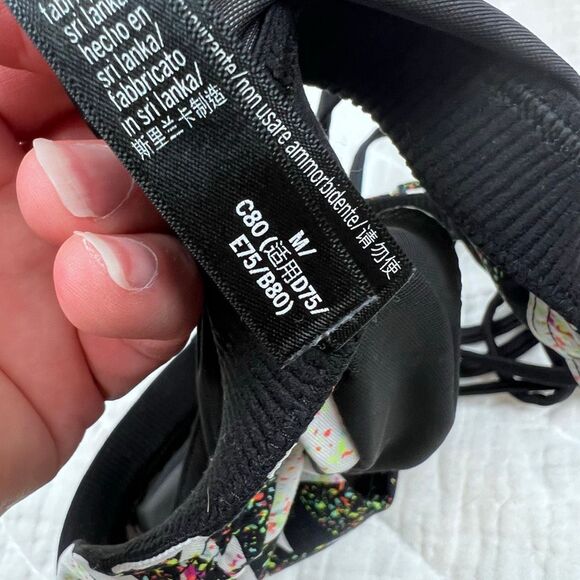 sri lanka/
hecho en
sri lanka/
fabbricato
in sri lanka/
斯里兰卡制造
/non usare ammorbidente/请勿使
M/
C80 (适用D75/
E75/B80)